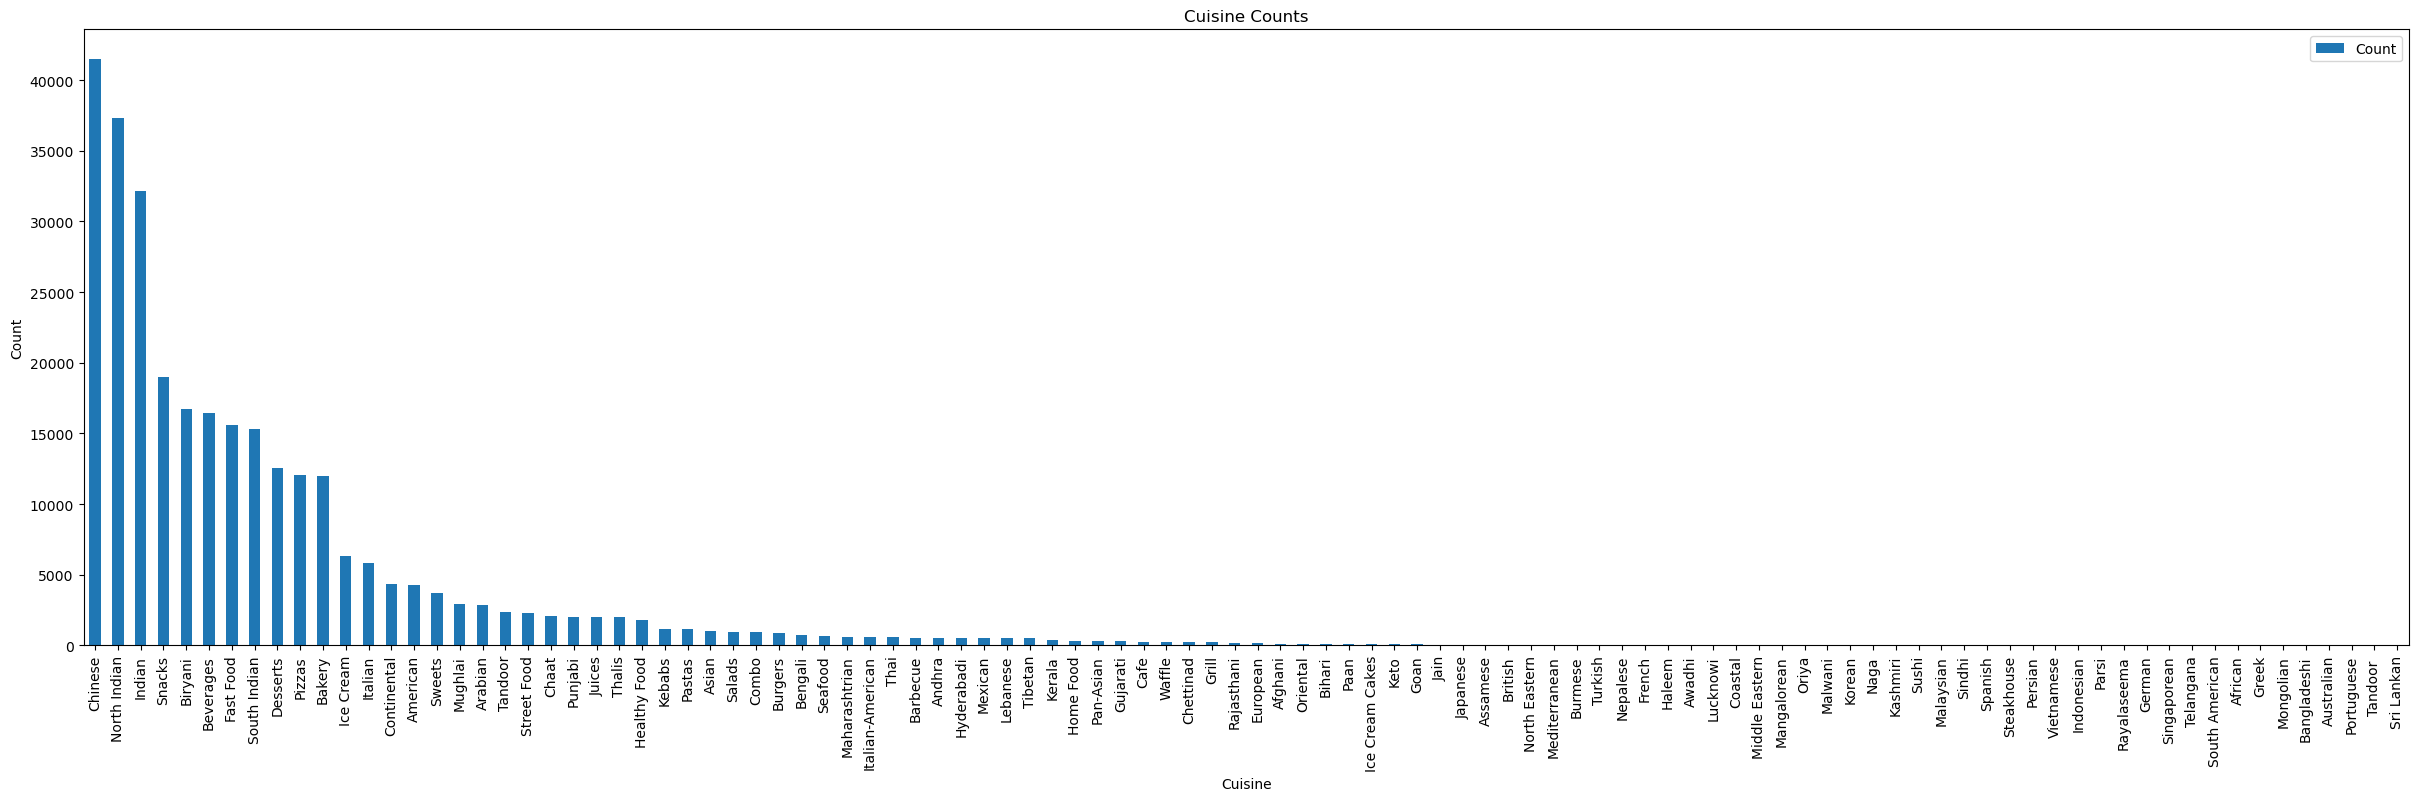 Cuisine Counts
Count
40000
35000
30000
25000
20000
15000
10000
5000
0
Count
Chinese
North Indian
Indian
Snacks
Biryani
Beverages
Fast Food
South Indian
Desserts
Pizzas
Bakery
Ice Cream
Italian
Continental
American
Sweets
Mughlai
Arabian
Tandoor
Street Food
Chaat
Punjabi
Juices
Thalis
Healthy Food
Kebabs
Pastas
Asian
Salads
Combo
Burgers
Bengali
Seafood
Maharashtrian
Italian-American
Thai
Barbecue
Andhra
Hyderabadi
Mexican
Lebanese
Tibetan
Kerala
Home Food
Pan-Asian
Gujarati
Cafe
Waffle
Chettinad
Grill
Rajasthani
European
Afghani
Oriental
Bihari
Paan
Ice Cream Cakes
Keto
Goan
Jain
Japanese
Assamese
British
North Eastern
Mediterranean
Burmese
Turkish
Nepalese
French
Haleem
Awadhi
Lucknowi
Coastal
Middle Eastern
Mangalorean
Oriya
Malwani
Korean
Naga
Kashmiri
Sushi
Malaysian
Sindhi
Spanish
Steakhouse
Persian
Vietnamese
Indonesian
Parsi
Rayalaseema
German
Singaporean
Telangana
South American
African
Greek
Mongolian
Bangladeshi
Australian
Portuguese
Tandoor
Sri Lankan
Cuisine